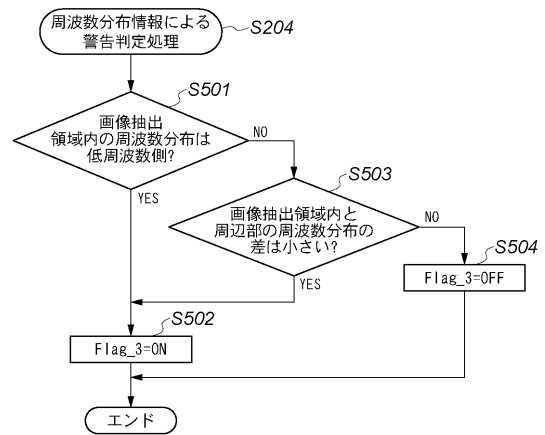 周波数分布情報による
警告判定処理
S204
S501
画像抽出
領域内の周波数分布は
低周波数側?
NO
YES
S503
画像抽出領域内と
周辺部の周波数分布の
差は小さい?
NO
YES
S504
Flag_3=OFF
S502
Flag_3=ON
エンド